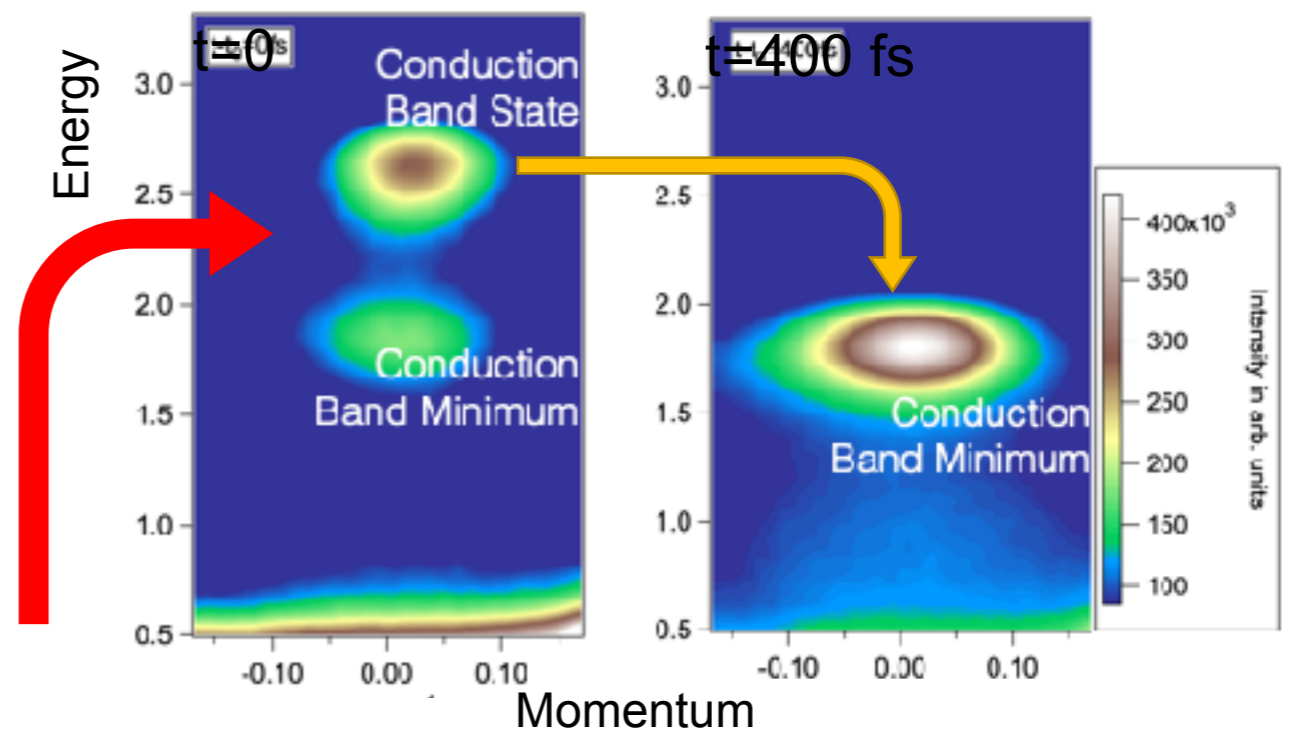 t=0
t=400 fs
Energy
Conduction
Band State
3.0
2.5
2.0
1.5
1.0
0.5
Conduction
Band Minimum
-0.10
0.00
0.10
3.0
2.5
2.0
1.5
1.0
0.5
Conduction
Band Minimum
-0.10
0.00
0.10
400x10³
350
300
250
200
150
100
Intensity in arb. units
Momentum